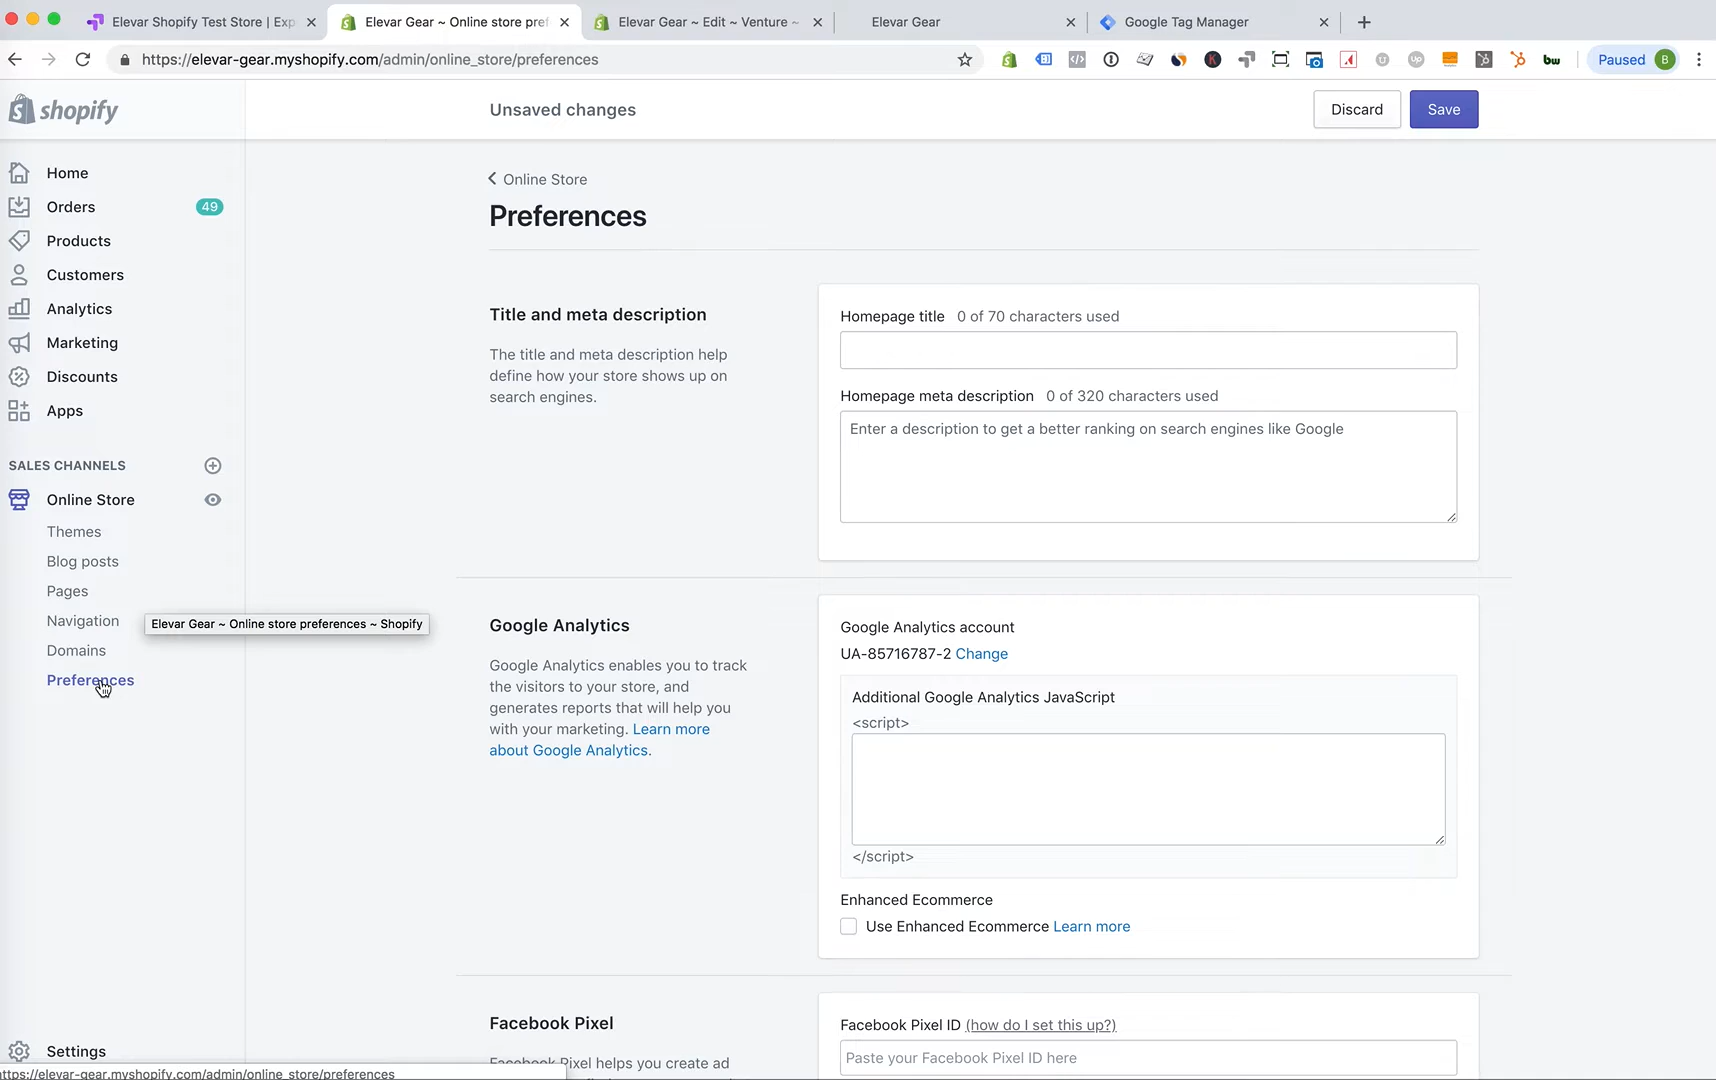 Elevar Shopify Test Store | Exp
Elevar Gear ~ Online store pref
Elevar Gear ~ Edit ~ Venture ~
Elevar Gear
Google Tag Manager
https://elevar-gear.myshopify.com/admin/online_store/preferences
Paused B
shopify
Unsaved changes
Discard
Save
Home
Orders 49
Products
Customers
Analytics
Marketing
Discounts
Apps
SALES CHANNELS
Online Store
Themes
Blog posts
Pages
Navigation
Domains
Preferences
Elevar Gear ~ Online store preferences ~ Shopify
Settings
Online Store
Preferences
Title and meta description
The title and meta description help
define how your store shows up on
search engines.
Homepage title 0 of 70 characters used
Homepage meta description 0 of 320 characters used
Enter a description to get a better ranking on search engines like Google
Google Analytics
Google Analytics enables you to track
the visitors to your store, and
generates reports that will help you
with your marketing. Learn more
about Google Analytics.
Google Analytics account
UA-85716787-2 Change
Additional Google Analytics JavaScript
<script>
</script>
Enhanced Ecommerce
Use Enhanced Ecommerce Learn more
Facebook Pixel
Facebook Pixel helps you create ad
Facebook Pixel ID (how do I set this up?)
Paste your Facebook Pixel ID here
ttps://elevar-gear.myshopify.com/admin/online_store/preferences